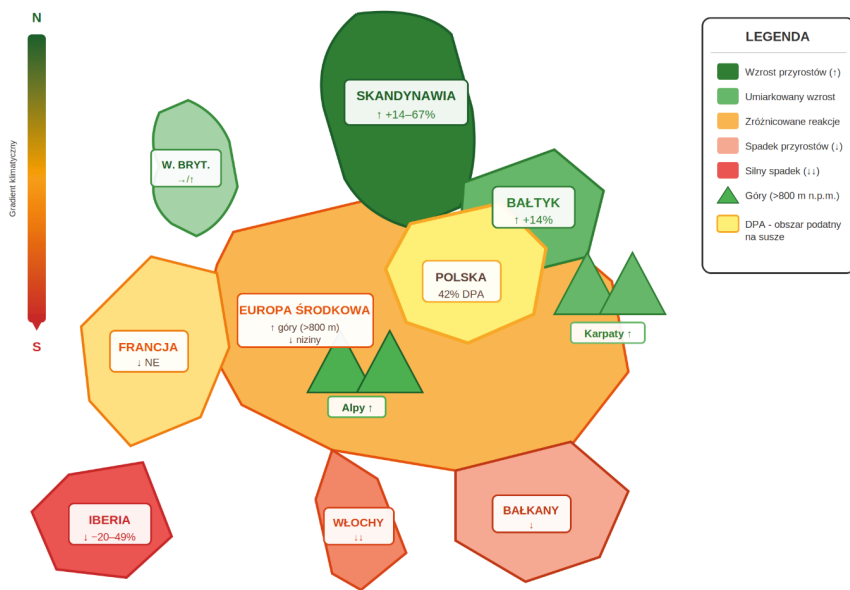 N
Gradient klimatyczny
S
SKANDYNAWIA
↑ +14–67%
W. BRYT.
→/↑
BAŁTYK
↑ +14%
POLSKA
42% DPA
EUROPA ŚRODKOWA
↑ góry (>800 m)
↓ niziny
Karpaty ↑
FRANCJA
↓ NE
Alpy ↑
IBERIA
↓ −20–49%
WŁOCHY
↓↓
BAŁKANY
↓
LEGENDA
Wzrost przyrostów (↑)
Umiarkowany wzrost
Zróżnicowane reakcje
Spadek przyrostów (↓)
Silny spadek (↓↓)
Góry (>800 m n.p.m.)
DPA - obszar podatny
na susze